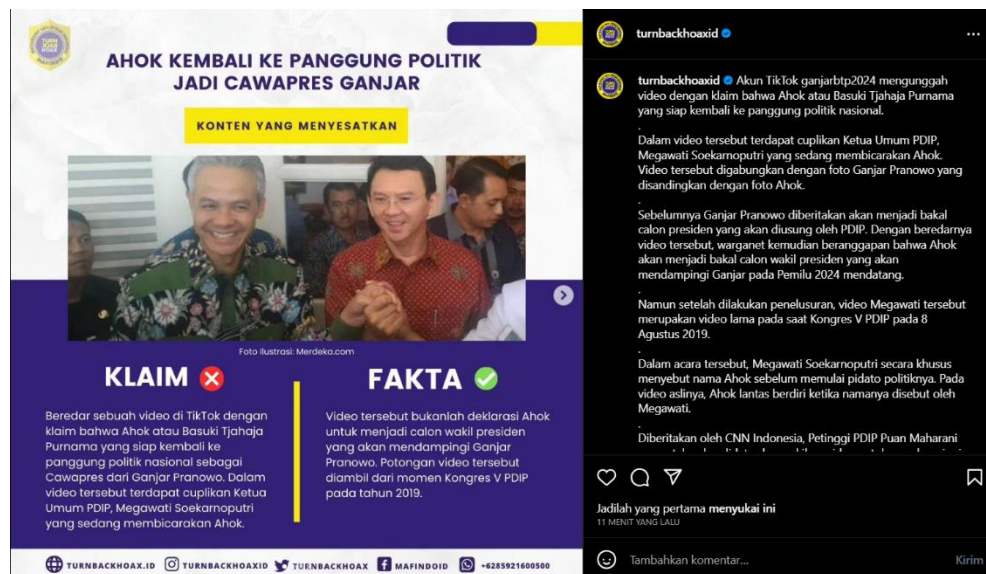 AHOK KEMBALI KE PANGGUNG POLITIK
JADI CAWAPRES GANJAR
KONTEN YANG MENYESATKAN
Foto ilustrasi: Merdeka.com
KLAIM
Beredar sebuah video di TikTok dengan
klaim bahwa Ahok atau Basuki Tjahaja
Purnama yang siap kembali ke
panggung politik nasional sebagai
Cawapres dari Ganjar Pranowo. Dalam
video tersebut terdapat cuplikan Ketua
Umum PDIP, Megawati Soekarnoputri
yang sedang membicarakan Ahok.
FAKTA
Video tersebut bukanlah deklarasi Ahok
untuk menjadi calon wakil presiden
yang akan mendampingi Ganjar
Pranowo. Potongan video tersebut
diambil dari momen Kongres V PDIP
pada tahun 2019.
TURNBACKHOAX.ID TURNBACKHOAXID TURNBACKHOAX MAFINDOID +6285921600500
turnbackhoaxid
turnbackhoaxid Akun TikTok ganjarbtp2024 mengunggah
video dengan klaim bahwa Ahok atau Basuki Tjahaja Purnama
yang siap kembali ke panggung politik nasional.
.
Dalam video tersebut terdapat cuplikan Ketua Umum PDIP,
Megawati Soekarnoputri yang sedang membicarakan Ahok.
Video tersebut digabungkan dengan foto Ganjar Pranowo yang
disandingkan dengan foto Ahok.
.
Sebelumnya Ganjar Pranowo diberitakan akan menjadi bakal
calon presiden yang akan diusung oleh PDIP. Dengan beredarnya
video tersebut, warganet kemudian beranggapan bahwa Ahok
akan menjadi bakal calon wakil presiden yang akan
mendampingi Ganjar pada Pemilu 2024 mendatang.
.
Namun setelah dilakukan penelusuran, video Megawati tersebut
merupakan video lama pada saat Kongres V PDIP pada 8
Agustus 2019.
.
Dalam acara tersebut, Megawati Soekarnoputri secara khusus
menyebut nama Ahok sebelum memulai pidato politiknya. Pada
video aslinya, Ahok lantas berdiri ketika namanya disebut oleh
Megawati.
.
Diberitakan oleh CNN Indonesia, Petinggi PDIP Puan Maharani
Jadilah yang pertama menyukai ini
11 MENIT YANG LALU
Tambahkan komentar...
Kirim